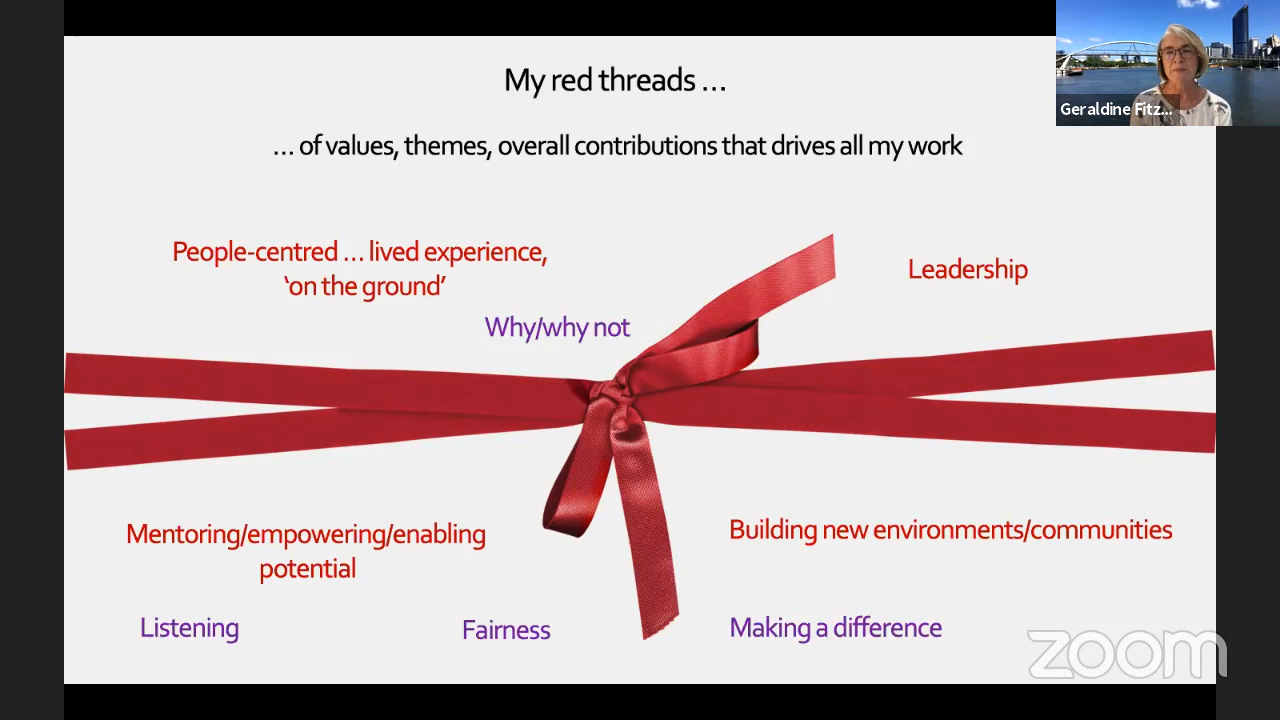 My red threads ...
... of values, themes, overall contributions that drives all my work
People-centred ... lived experience,
‘on the ground’
Leadership
Why/why not
Mentoring/empowering/enabling
potential
Building new environments/communities
Listening
Fairness
Making a difference
Geraldine Fitz...
zoom